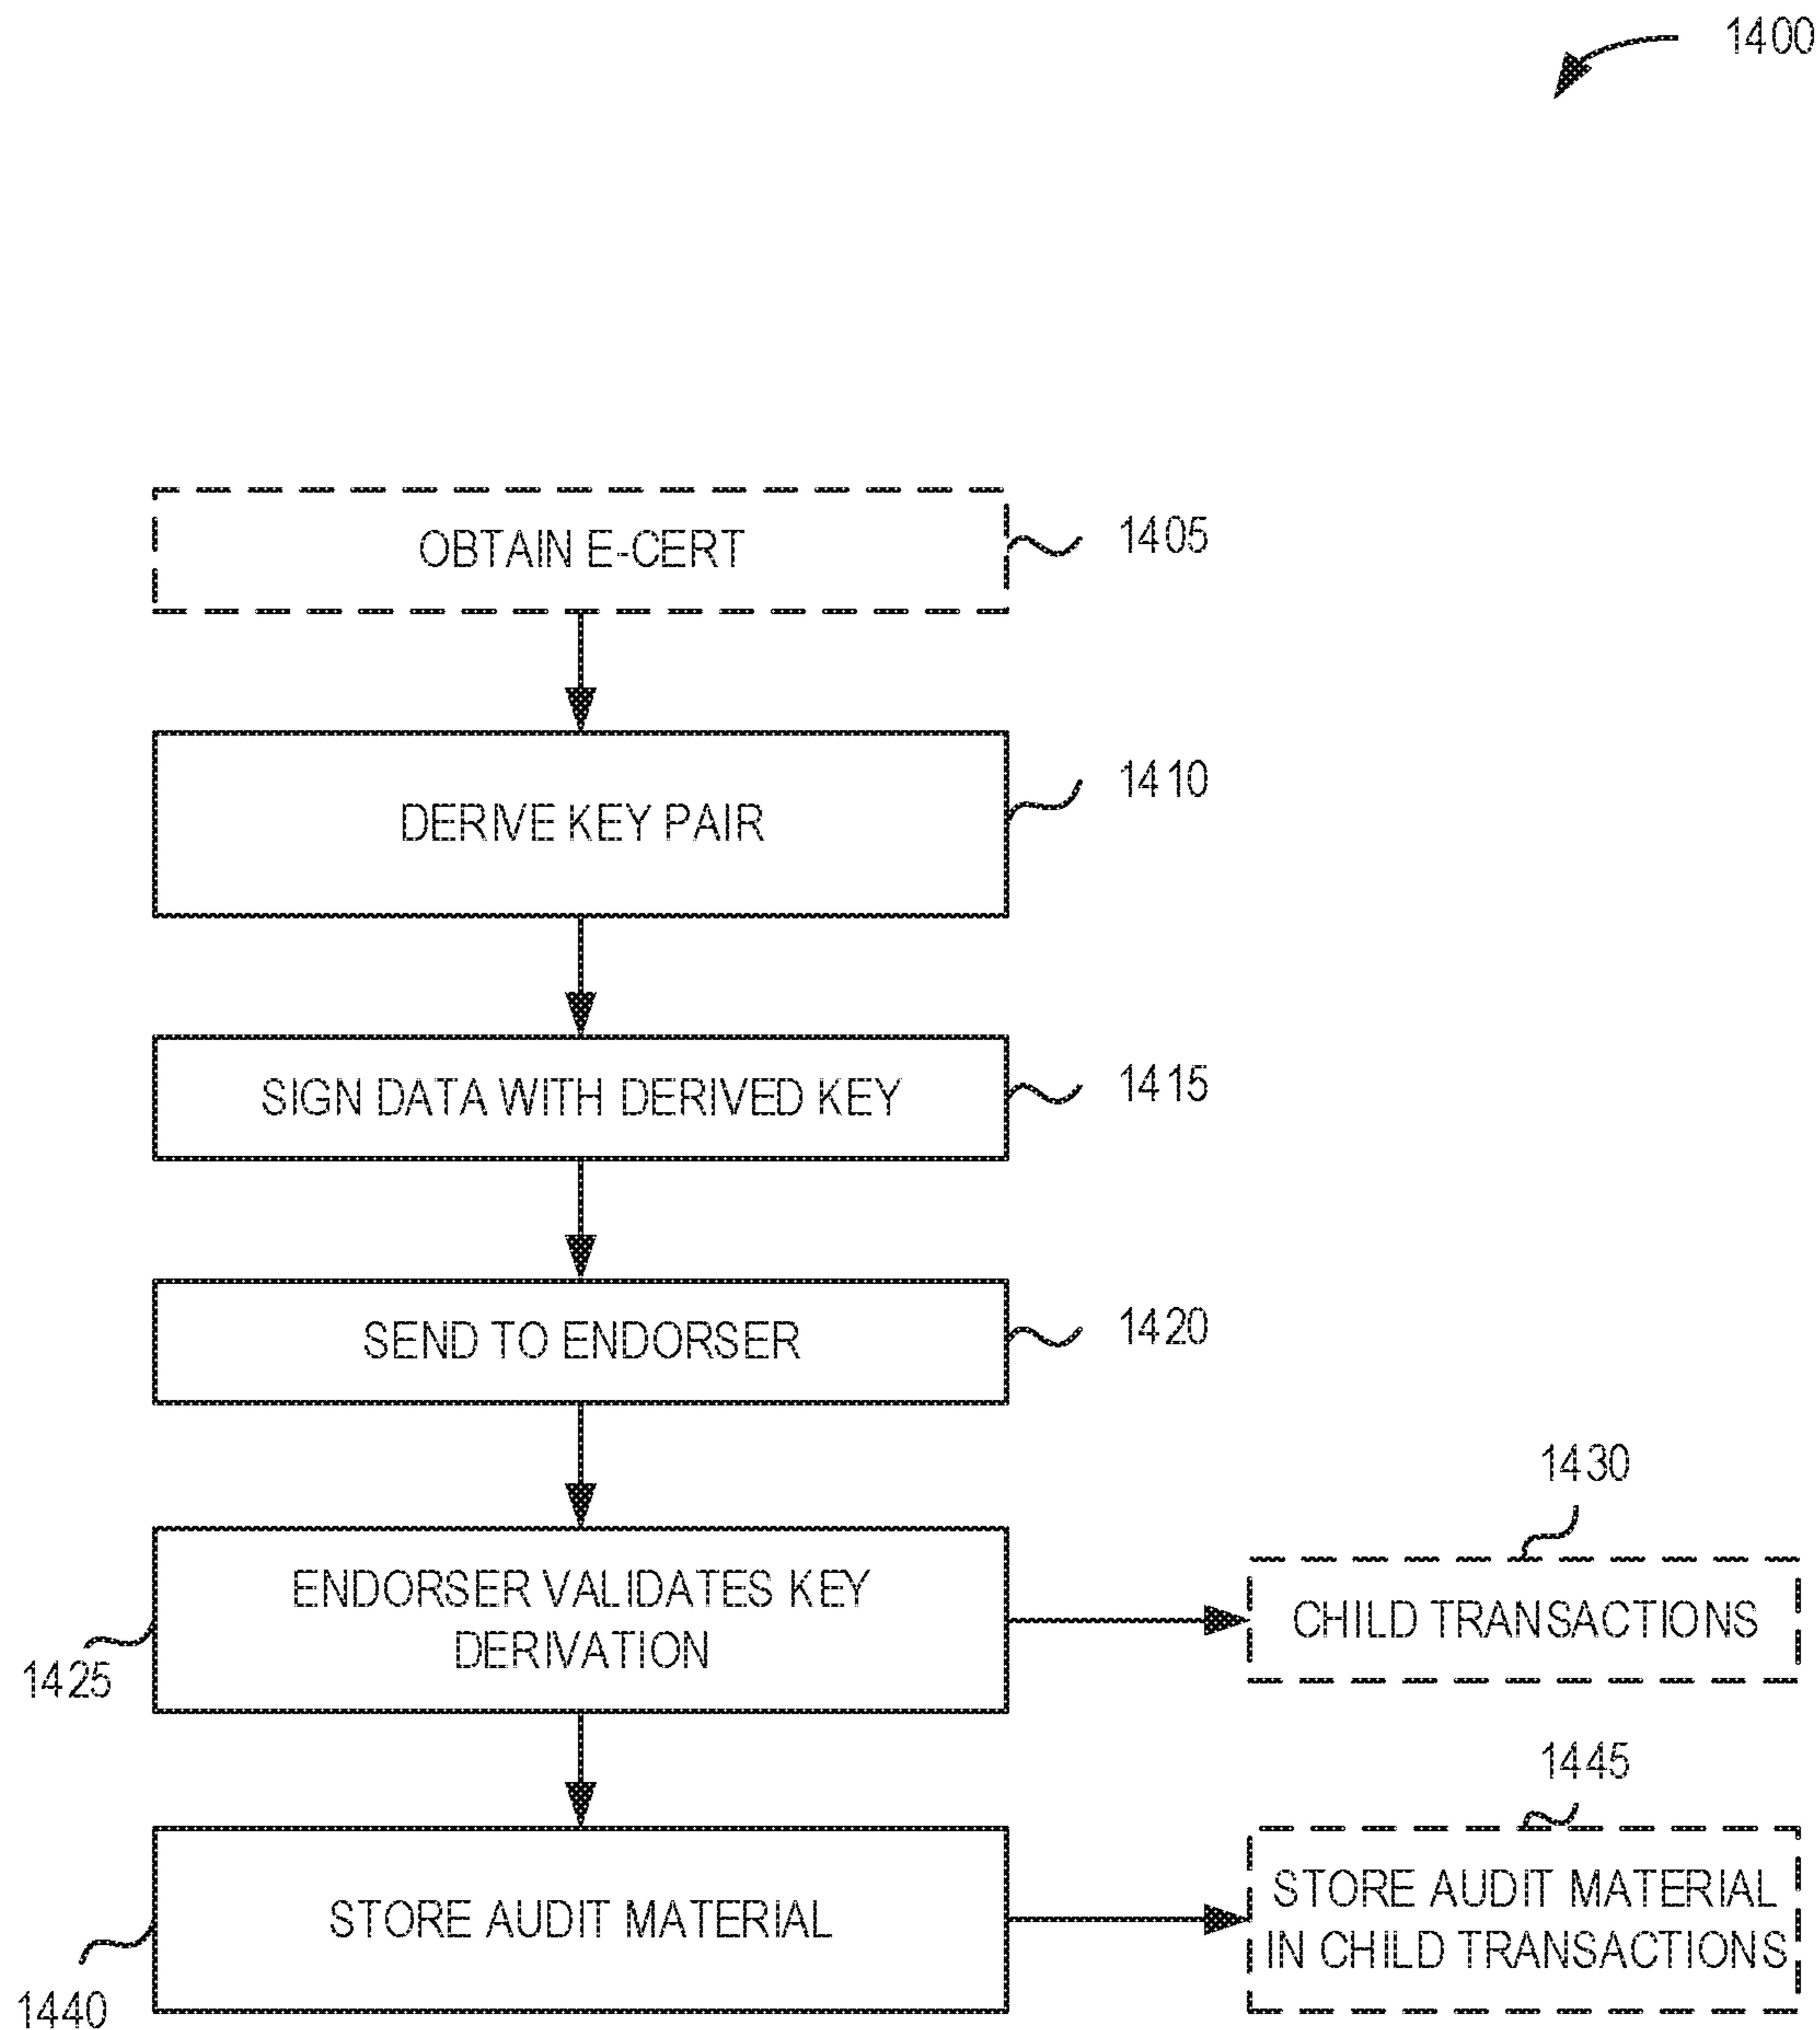 1400
OBTAIN E-CERT
1405
DERIVE KEY PAIR
1410
SIGN DATA WITH DERIVED KEY
1415
SEND TO ENDORSER
1420
ENDORSER VALIDATES KEY
DERIVATION
1425
1430
CHILD TRANSACTIONS
STORE AUDIT MATERIAL
1440
1445
STORE AUDIT MATERIAL
IN CHILD TRANSACTIONS